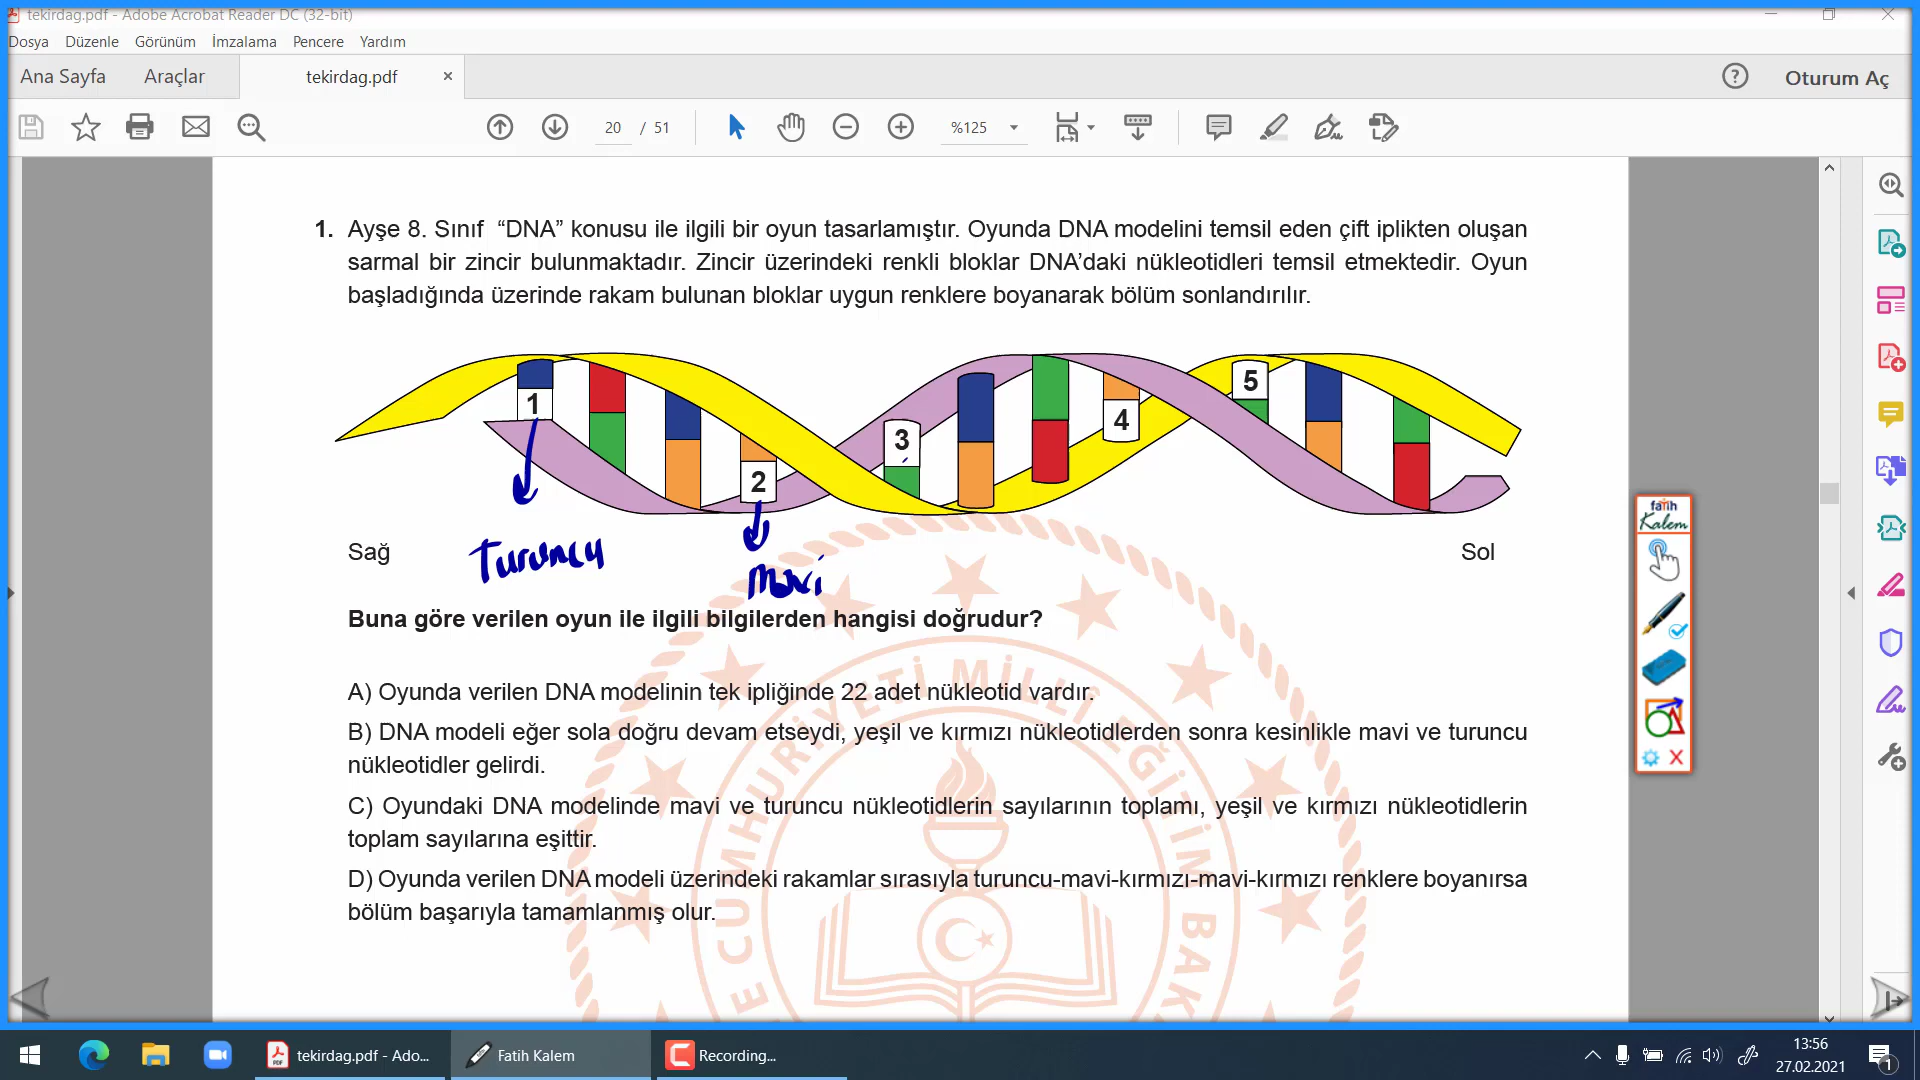 tekirdag.pdf - Adobe Acrobat Reader DC (32-bit)
Dosya Düzenle Görünüm İmzalama Pencere Yardım
Ana Sayfa Araçlar tekirdag.pdf × Oturum Aç
20 / 51 %125
1. Ayşe 8. Sınıf “DNA” konusu ile ilgili bir oyun tasarlamıştır. Oyunda DNA modelini temsil eden çift iplikten oluşan
sarmal bir zincir bulunmaktadır. Zincir üzerindeki renkli bloklar DNA’daki nükleotidleri temsil etmektedir. Oyun
başladığında üzerinde rakam bulunan bloklar uygun renklere boyanarak bölüm sonlandırılır.
1 2 3 4 5
fatih
Kalem
Sağ Sol
Turuncu
mavi
Buna göre verilen oyun ile ilgili bilgilerden hangisi doğrudur?
A) Oyunda verilen DNA modelinin tek ipliğinde 22 adet nükleotid vardır.
B) DNA modeli eğer sola doğru devam etseydi, yeşil ve kırmızı nükleotidlerden sonra kesinlikle mavi ve turuncu
nükleotidler gelirdi.
C) Oyundaki DNA modelinde mavi ve turuncu nükleotidlerin sayılarının toplamı, yeşil ve kırmızı nükleotidlerin
toplam sayılarına eşittir.
D) Oyunda verilen DNA modeli üzerindeki rakamlar sırasıyla turuncu-mavi-kırmızı-mavi-kırmızı renklere boyanırsa
bölüm başarıyla tamamlanmış olur.
E CUMHURİYETİ MİLLİ EĞİTİM BAK
tekirdag.pdf - Ado... Fatih Kalem Recording... 13:56
27.02.2021 1